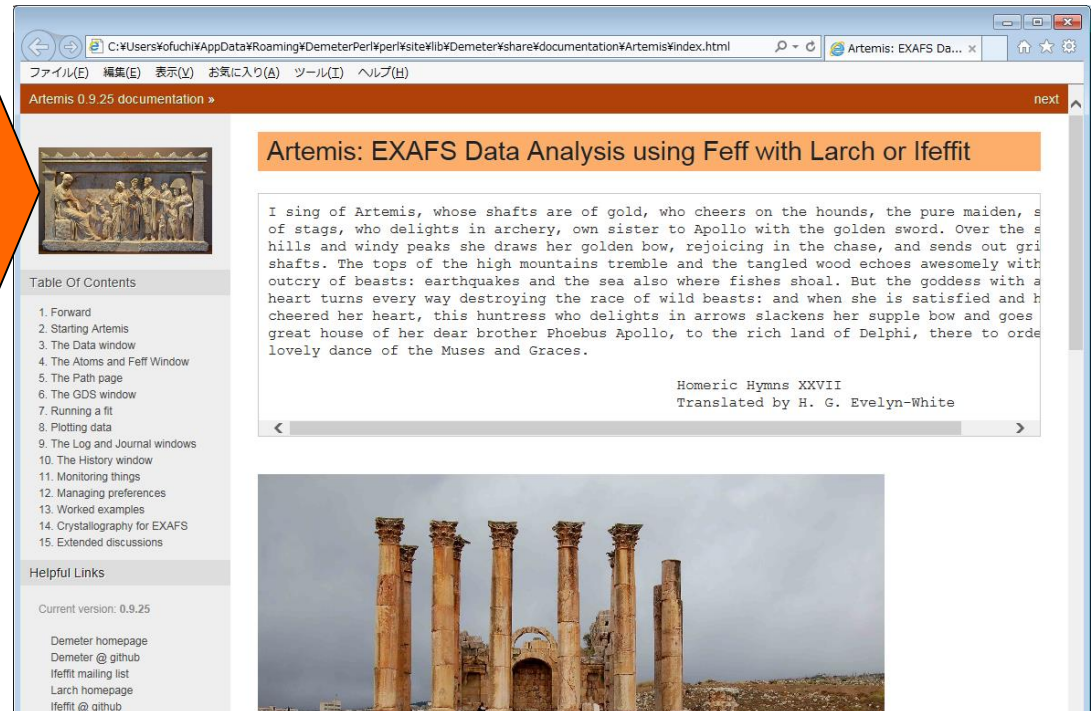 C:¥Users¥ofuchi¥AppData¥Roaming¥DemeterPerl¥perl¥site¥lib¥Demeter¥share¥documentation¥Artemis¥index.html
Artemis: EXAFS Da...
ファイル(F) 編集(E) 表示(V) お気に入り(A) ツール(T) ヘルプ(H)
Artemis 0.9.25 documentation »
next
Table Of Contents
1. Forward
2. Starting Artemis
3. The Data window
4. The Atoms and Feff Window
5. The Path page
6. The GDS window
7. Running a fit
8. Plotting data
9. The Log and Journal windows
10. The History window
11. Monitoring things
12. Managing preferences
13. Worked examples
14. Crystallography for EXAFS
15. Extended discussions
Helpful Links
Current version: 0.9.25
Demeter homepage
Demeter @ github
Ifeffit mailing list
Larch homepage
Ifeffit @ github
Artemis: EXAFS Data Analysis using Feff with Larch or Ifeffit
I sing of Artemis, whose shafts are of gold, who cheers on the hounds, the pure maiden, s
of stags, who delights in archery, own sister to Apollo with the golden sword. Over the s
hills and windy peaks she draws her golden bow, rejoicing in the chase, and sends out gri
shafts. The tops of the high mountains tremble and the tangled wood echoes awesomely with
outcry of beasts: earthquakes and the sea also where fishes shoal. But the goddess with a
heart turns every way destroying the race of wild beasts: and when she is satisfied and h
cheered her heart, this huntress who delights in arrows slackens her supple bow and goes
great house of her dear brother Phoebus Apollo, to the rich land of Delphi, there to orde
lovely dance of the Muses and Graces.
Homeric Hymns XXVII
Translated by H. G. Evelyn-White